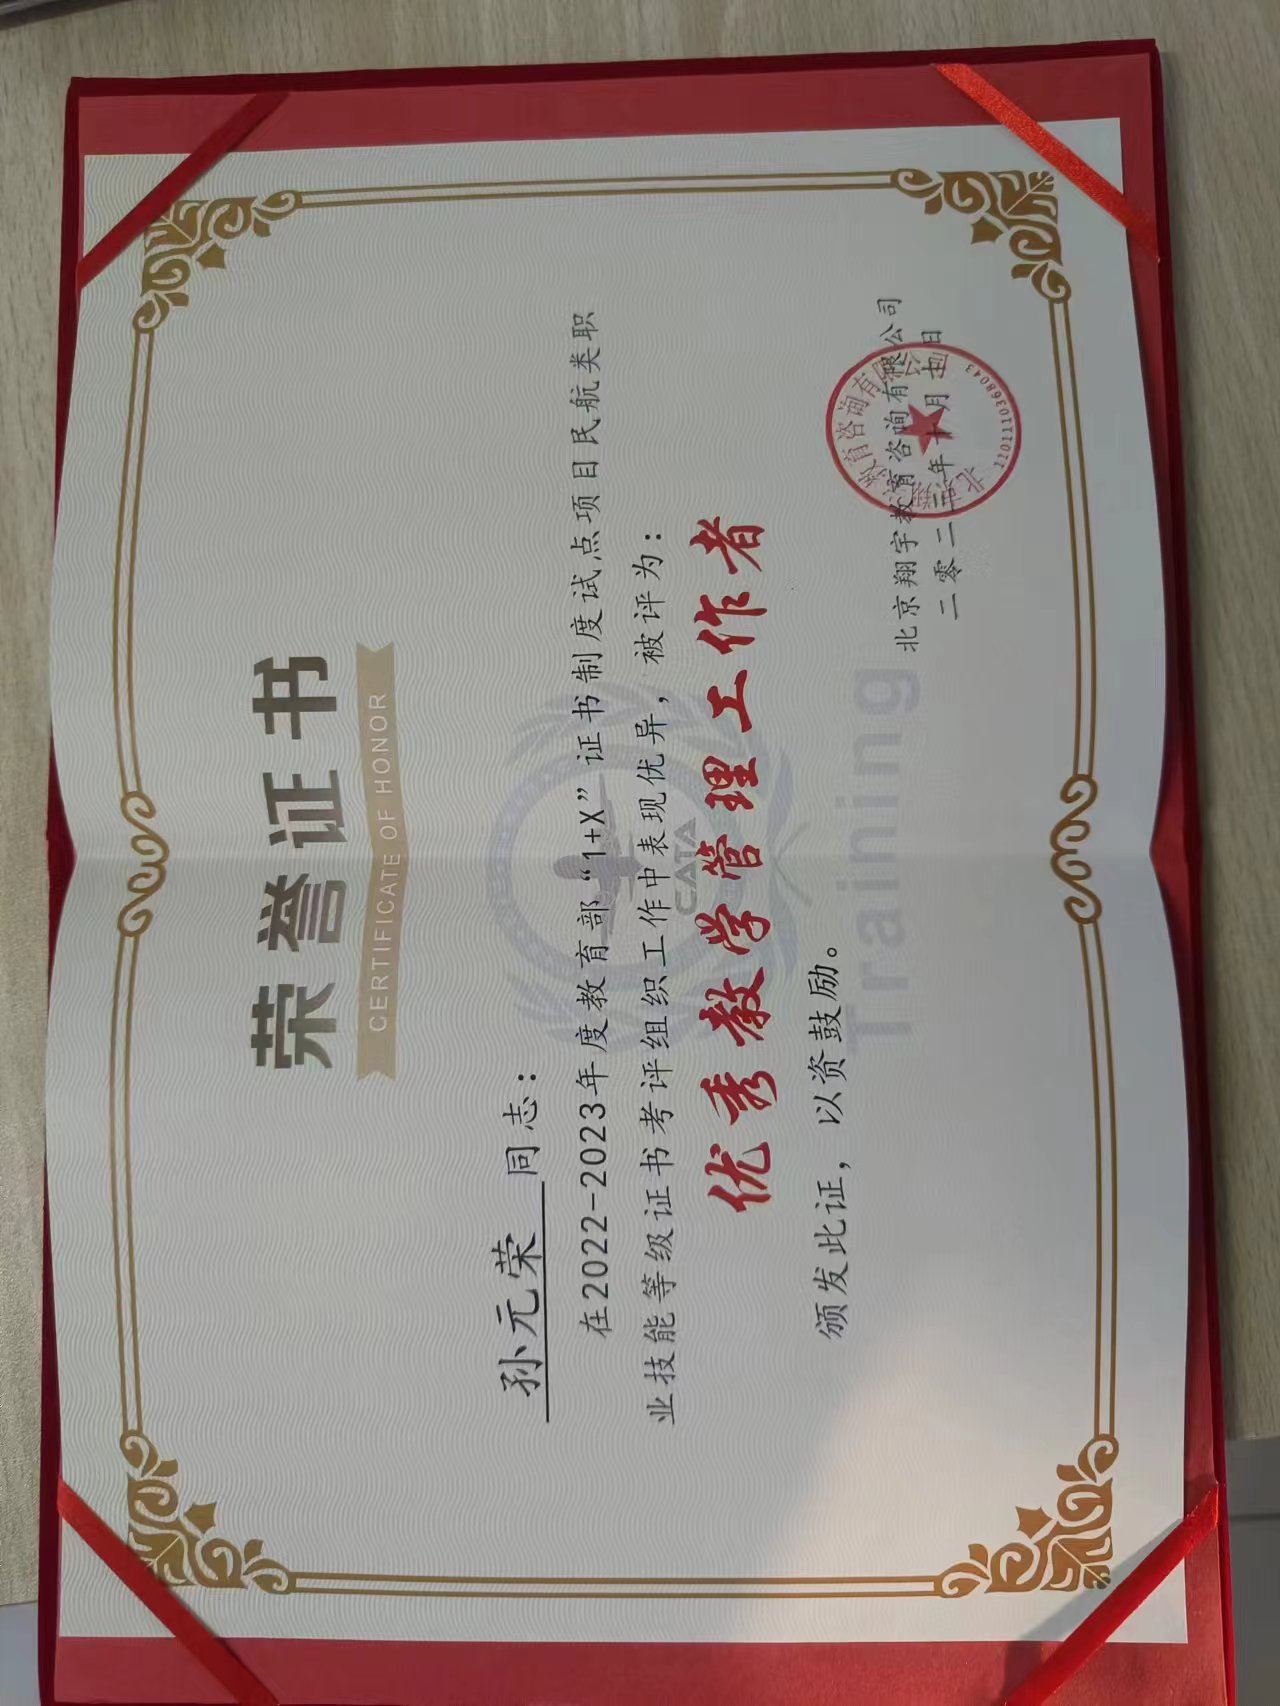 荣誉证书
CERTIFICATE OF HONOR
孙元荣 同志：
在2022-2023年度教育部“1+X”证书制度试点项目民航类职
业技能等级证书考评组织工作中表现优异，被评为：
优秀教学管理工作者
颁发此证，以资鼓励。
CATA
Training
北京翔宇教育咨询有限公司
二零二三年十月 日
1101110368043